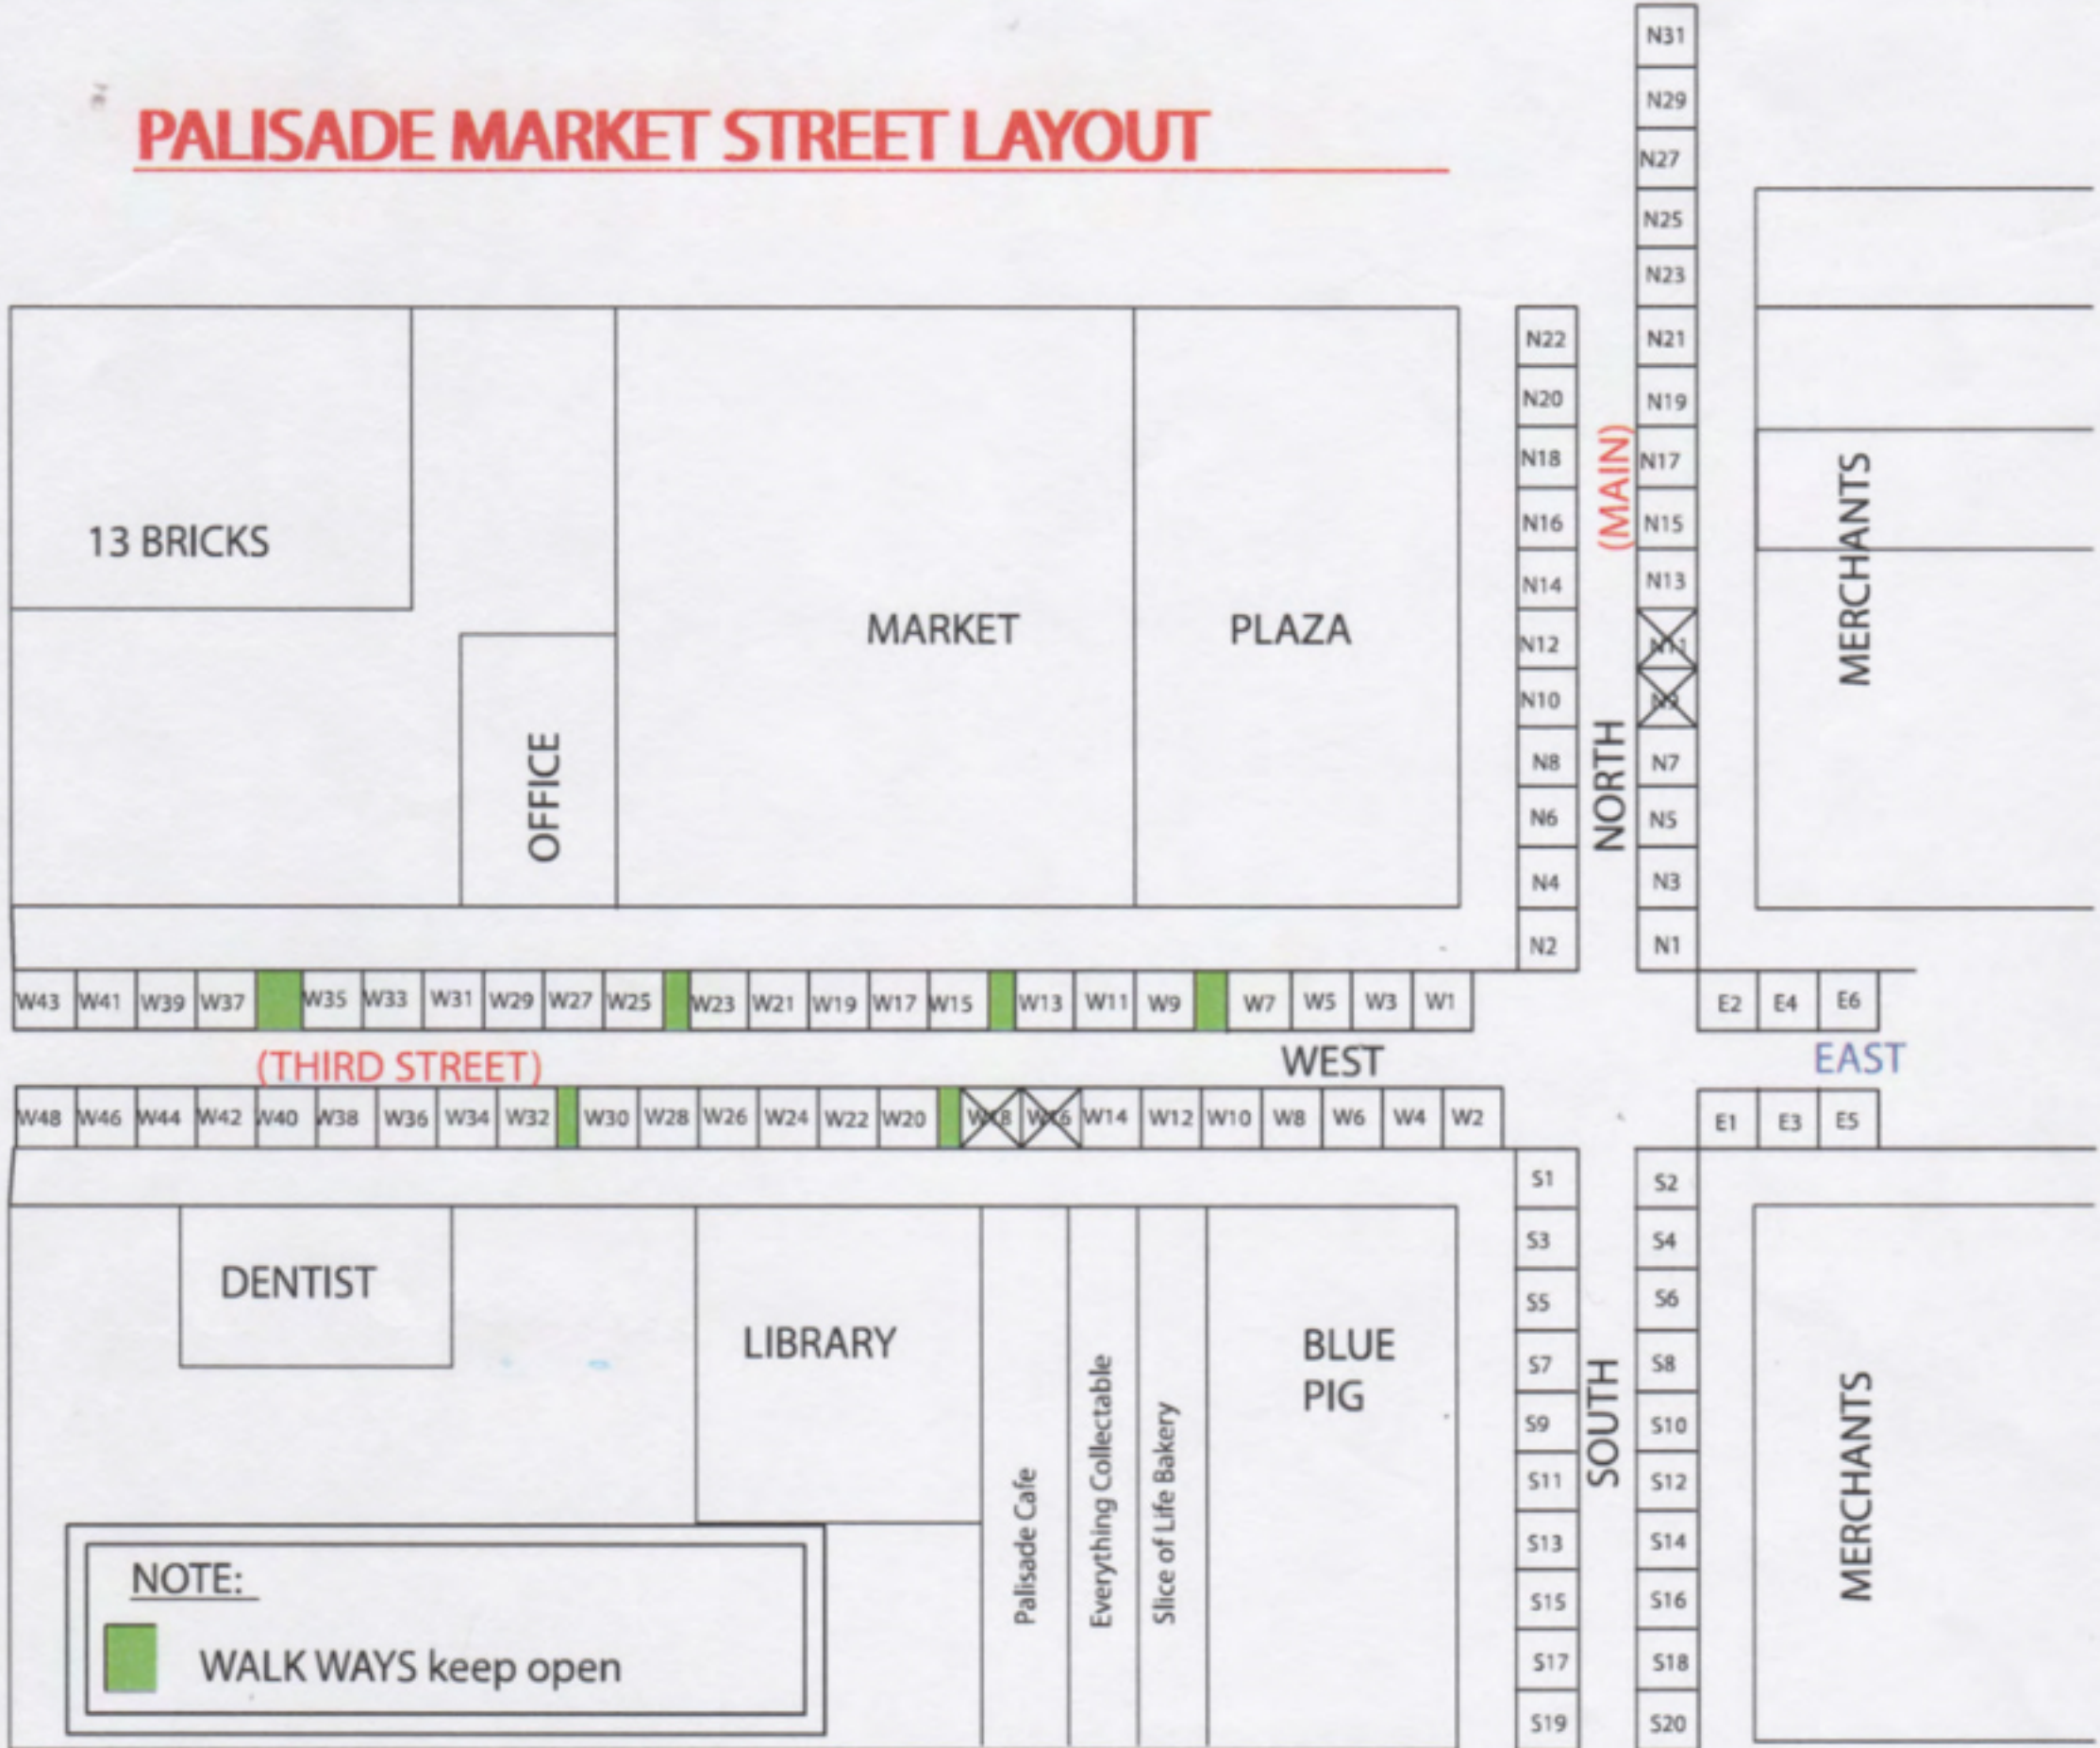 PALISADE MARKET STREET LAYOUT
N31
N29
N27
N25
N23
N22 N21
N20 N19
N18 (MAIN) N17 MERCHANTS
N16 N15
13 BRICKS
N14 N13
MARKET PLAZA
N12 N11
N10 N9
OFFICE
N8 NORTH N7
N6 N5
N4 N3
N2 N1
W43 W41 W39 W37 W35 W33 W31 W29 W27 W25 W23 W21 W19 W17 W15 W13 W11 W9 W7 W5 W3 W1 E2 E4 E6
(THIRD STREET) WEST EAST
W48 W46 W44 W42 W40 W38 W36 W34 W32 W30 W28 W26 W24 W22 W20 W18 W16 W14 W12 W10 W8 W6 W4 W2 E1 E3 E5
S1 S2
S3 S4
DENTIST
S5 S6
LIBRARY
BLUE
PIG
S7 S8
SOUTH
S9 S10
MERCHANTS
S11 S12
Palisade Cafe
Everything Collectable
Slice of Life Bakery
S13 S14
S15 S16
S17 S18
S19 S20
NOTE:
WALK WAYS keep open